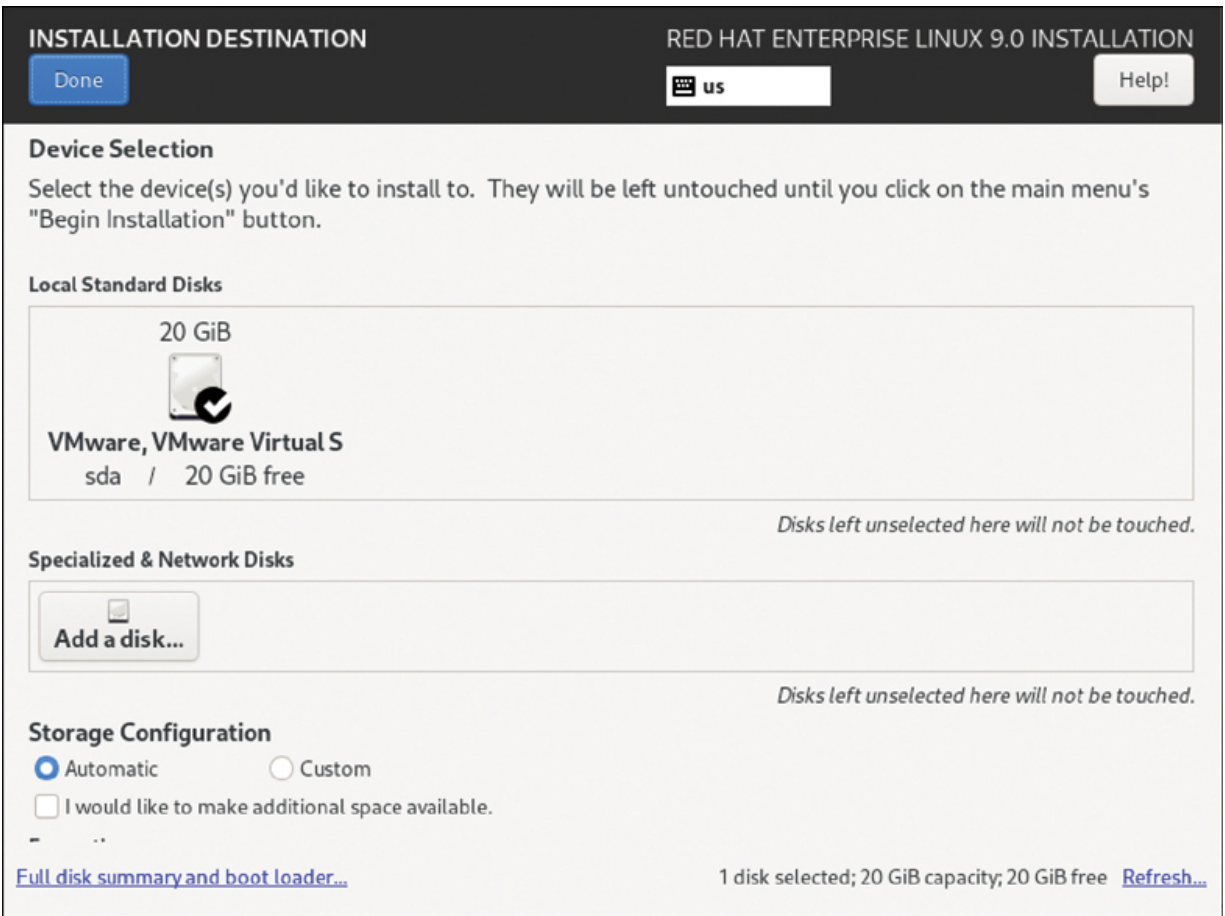 INSTALLATION DESTINATION
RED HAT ENTERPRISE LINUX 9.0 INSTALLATION
Done
us
Help!
Device Selection
Select the device(s) you'd like to install to. They will be left untouched until you click on the main menu's
"Begin Installation" button.
Local Standard Disks
20 GiB
VMware, VMware Virtual S
sda / 20 GiB free
Disks left unselected here will not be touched.
Specialized & Network Disks
Add a disk...
Disks left unselected here will not be touched.
Storage Configuration
Automatic Custom
I would like to make additional space available.
Full disk summary and boot loader...
1 disk selected; 20 GiB capacity; 20 GiB free Refresh...